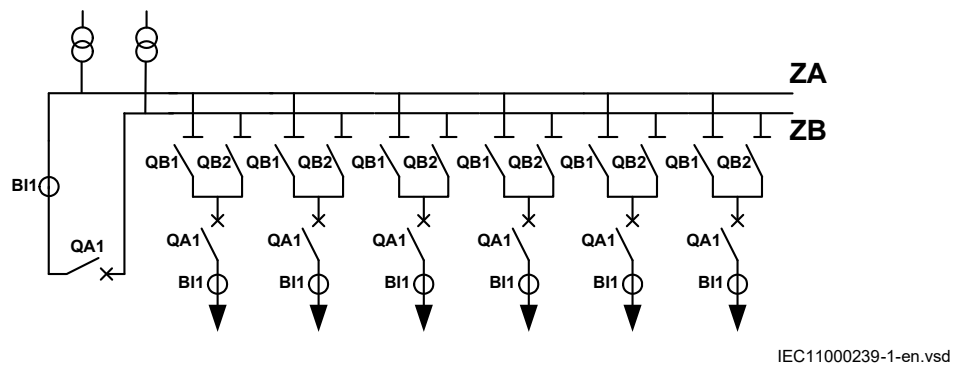 ZA
ZB
QB1 QB2 QB1 QB2 QB1 QB2 QB1 QB2 QB1 QB2 QB1 QB2
BI1
QA1 QA1 QA1 QA1 QA1 QA1 QA1
BI1 BI1 BI1 BI1 BI1 BI1
IEC11000239-1-en.vsd